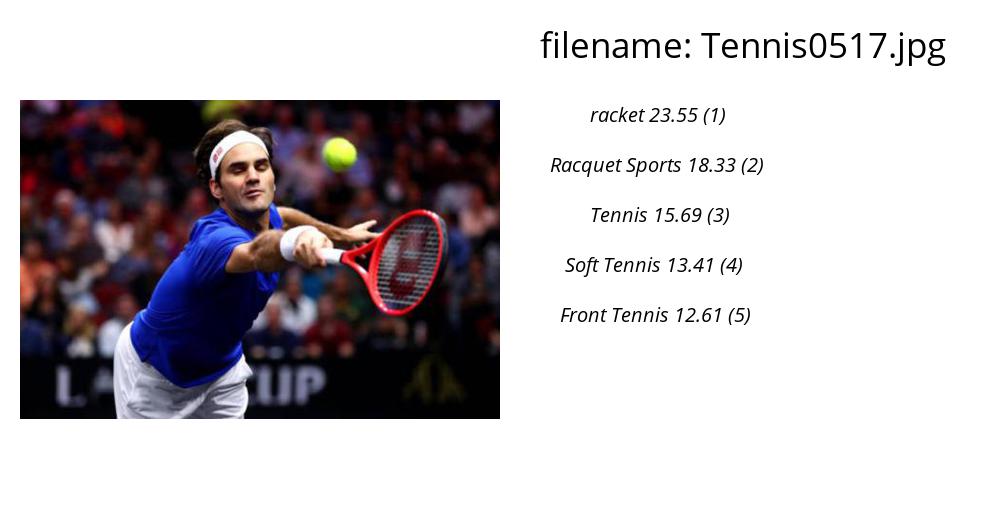 filename: Tennis0517.jpg
racket 23.55 (1)
Racquet Sports 18.33 (2)
Tennis 15.69 (3)
Soft Tennis 13.41 (4)
Front Tennis 12.61 (5)
CUP